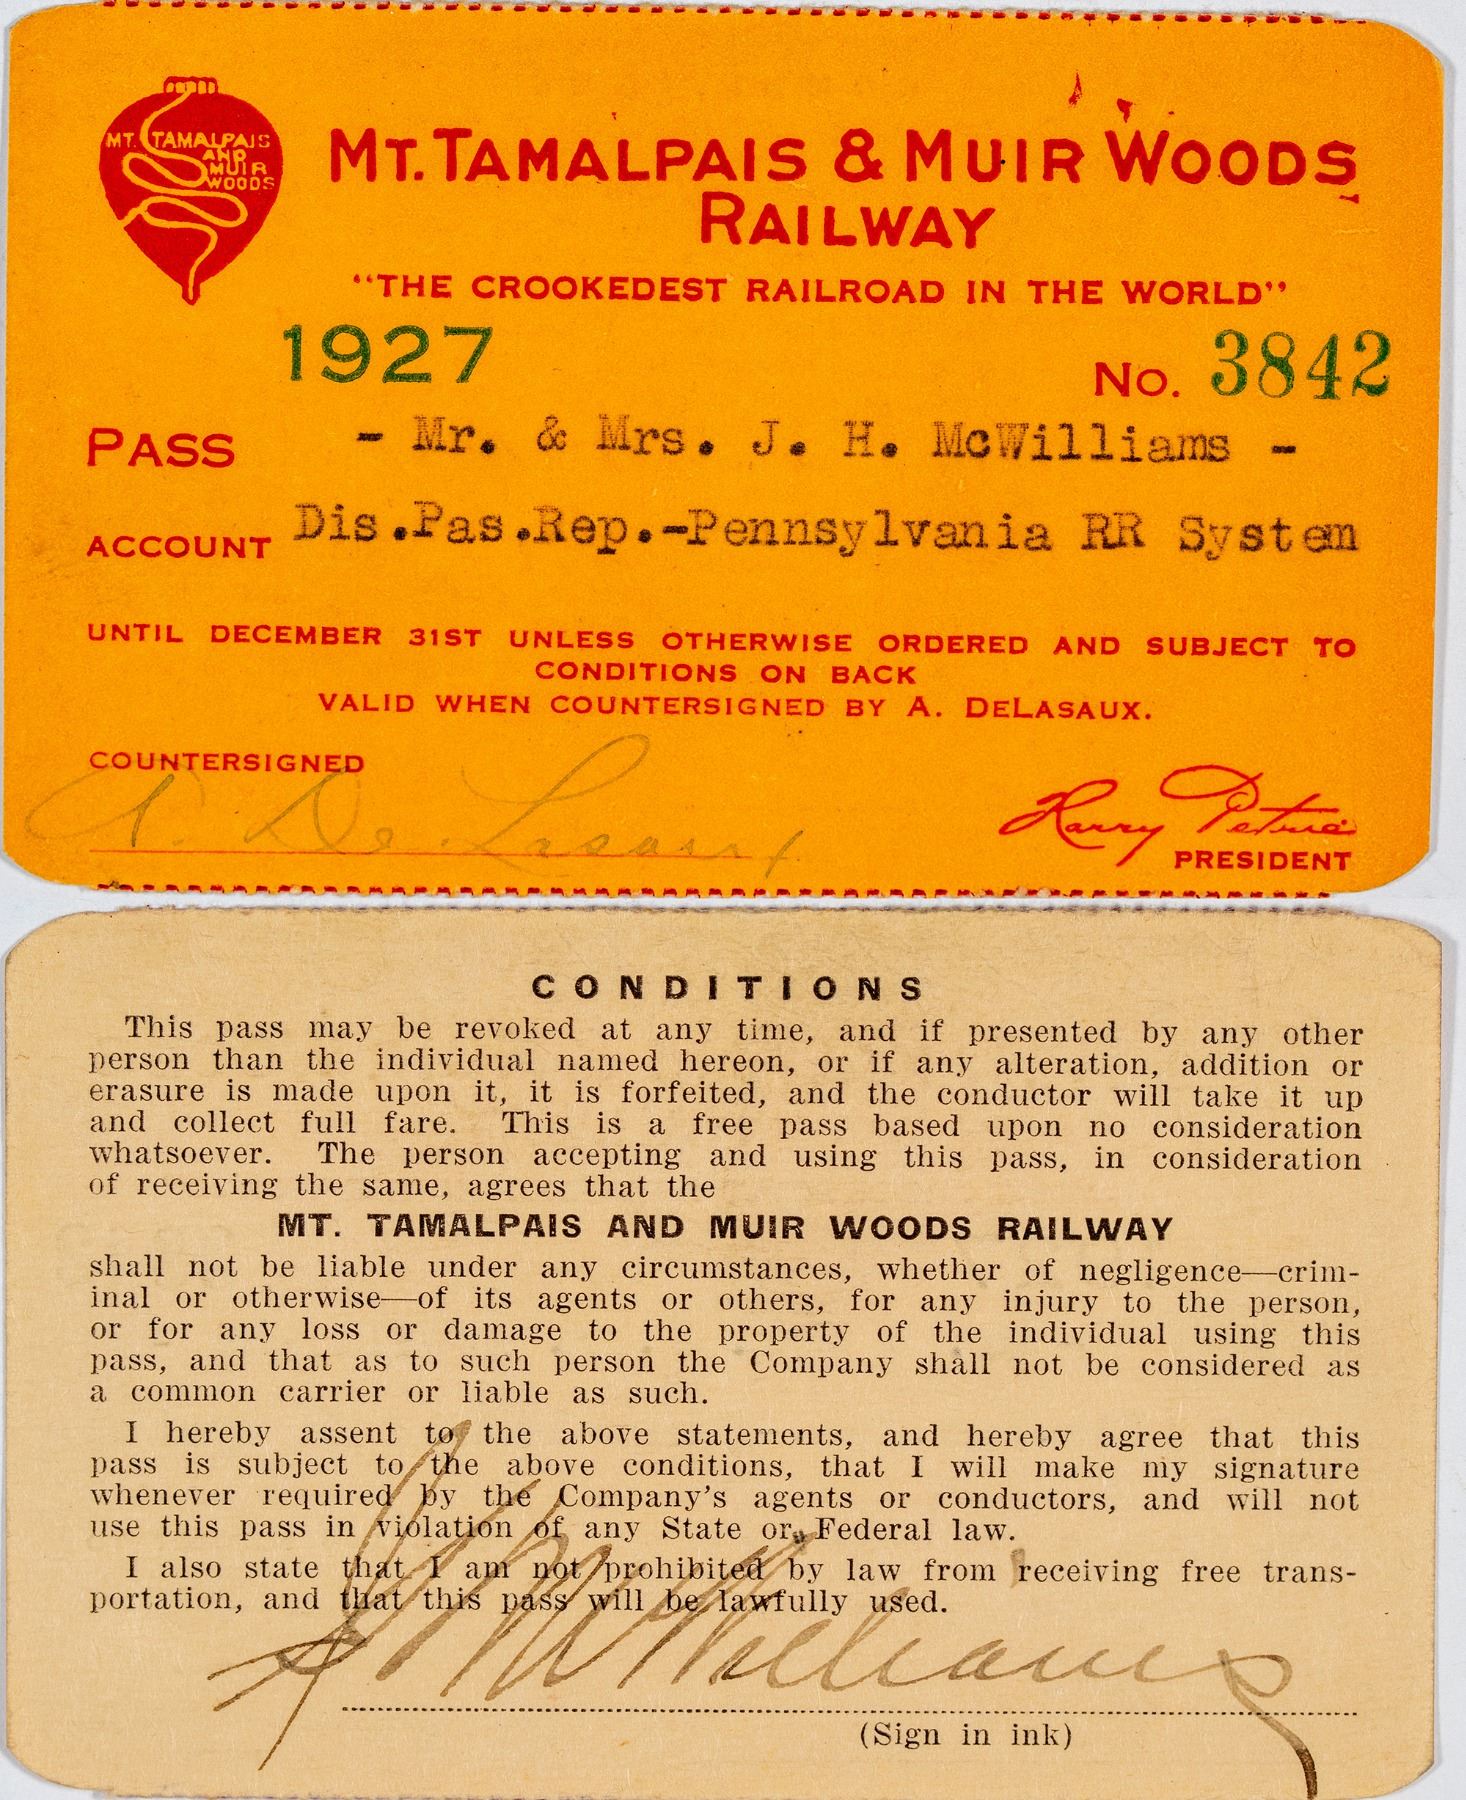 MT. TAMALPAIS
AND
MUIR
WOODS
MT. TAMALPAIS & MUIR WOODS
RAILWAY
"THE CROOKEDEST RAILROAD IN THE WORLD"
1927
No. 3842
PASS - Mr. & Mrs. J. H. McWilliams -
ACCOUNT Dis.Pas.Rep.-Pennsylvania RR System
UNTIL DECEMBER 31ST UNLESS OTHERWISE ORDERED AND SUBJECT TO
CONDITIONS ON BACK
VALID WHEN COUNTERSIGNED BY A. DELASAUX.
COUNTERSIGNED
A. De Lasaux
Harry Petrie
PRESIDENT
CONDITIONS
This pass may be revoked at any time, and if presented by any other
person than the individual named hereon, or if any alteration, addition or
erasure is made upon it, it is forfeited, and the conductor will take it up
and collect full fare. This is a free pass based upon no consideration
whatsoever. The person accepting and using this pass, in consideration
of receiving the same, agrees that the
MT. TAMALPAIS AND MUIR WOODS RAILWAY
shall not be liable under any circumstances, whether of negligence—crim-
inal or otherwise—of its agents or others, for any injury to the person,
or for any loss or damage to the property of the individual using this
pass, and that as to such person the Company shall not be considered as
a common carrier or liable as such.
I hereby assent to the above statements, and hereby agree that this
pass is subject to the above conditions, that I will make my signature
whenever required by the Company's agents or conductors, and will not
use this pass in violation of any State or Federal law.
I also state that I am not prohibited by law from receiving free trans-
portation, and that this pass will be lawfully used.
J H McWilliams
(Sign in ink)